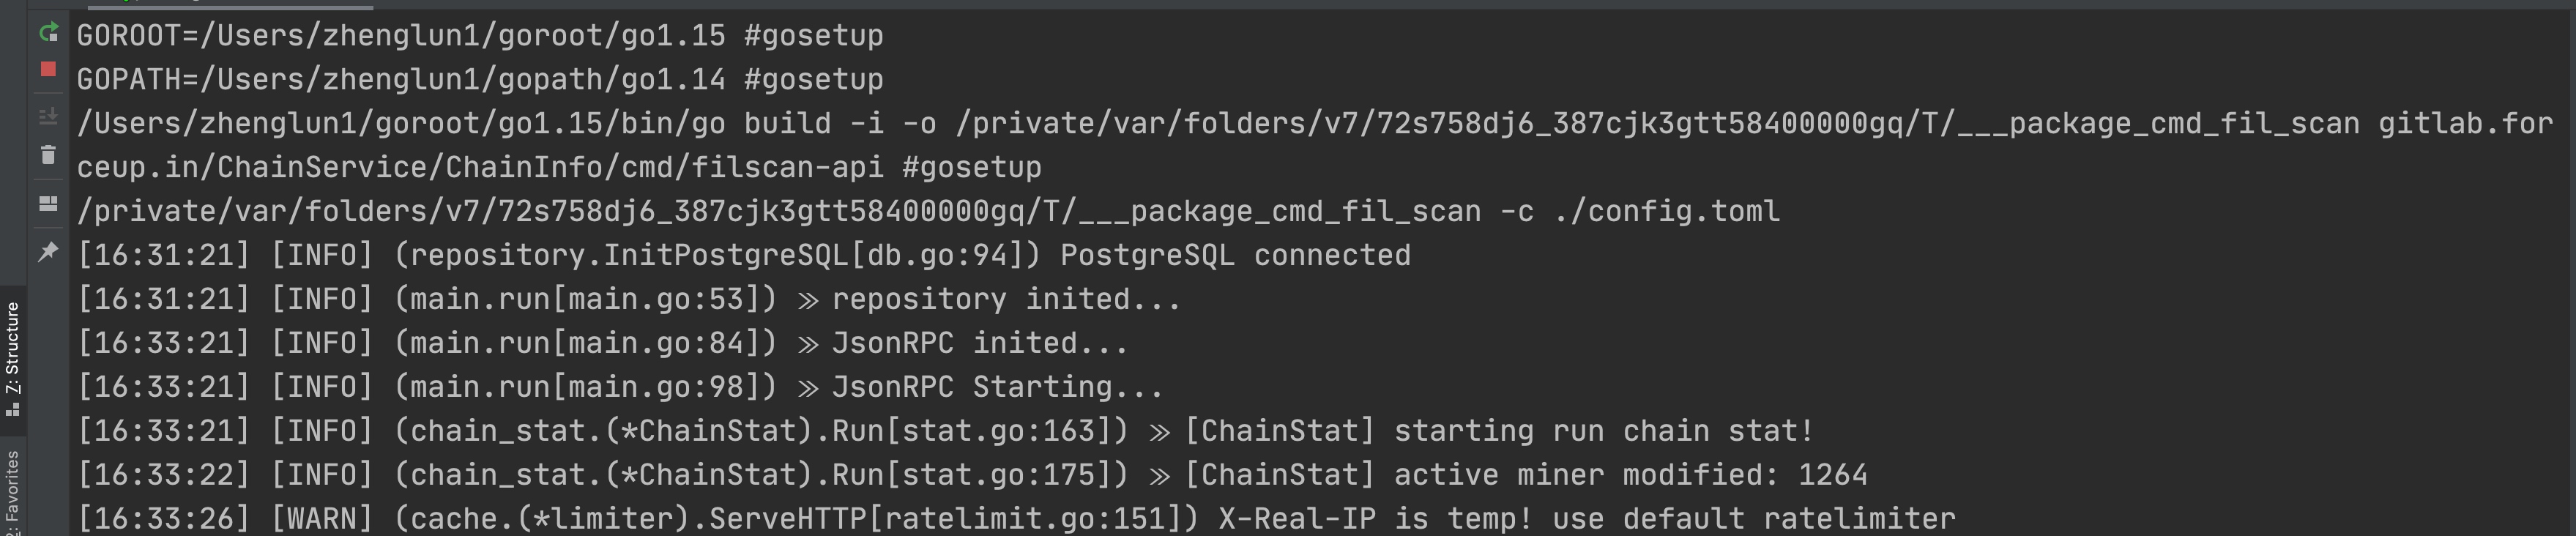 GOROOT=/Users/zhenglun1/goroot/go1.15 #gosetup
GOPATH=/Users/zhenglun1/gopath/go1.14 #gosetup
/Users/zhenglun1/goroot/go1.15/bin/go build -i -o /private/var/folders/v7/72s758dj6_387cjk3gtt58400000gq/T/___package_cmd_fil_scan gitlab.for
ceup.in/ChainService/ChainInfo/cmd/filscan-api #gosetup
/private/var/folders/v7/72s758dj6_387cjk3gtt58400000gq/T/___package_cmd_fil_scan -c ./config.toml
[16:31:21] [INFO] (repository.InitPostgreSQL[db.go:94]) PostgreSQL connected
[16:31:21] [INFO] (main.run[main.go:53]) » repository inited...
[16:33:21] [INFO] (main.run[main.go:84]) » JsonRPC inited...
[16:33:21] [INFO] (main.run[main.go:98]) » JsonRPC Starting...
[16:33:21] [INFO] (chain_stat.(*ChainStat).Run[stat.go:163]) » [ChainStat] starting run chain stat!
[16:33:22] [INFO] (chain_stat.(*ChainStat).Run[stat.go:175]) » [ChainStat] active miner modified: 1264
[16:33:26] [WARN] (cache.(*limiter).ServeHTTP[ratelimit.go:151]) X-Real-IP is temp! use default ratelimiter
Z: Structure
: Favorites